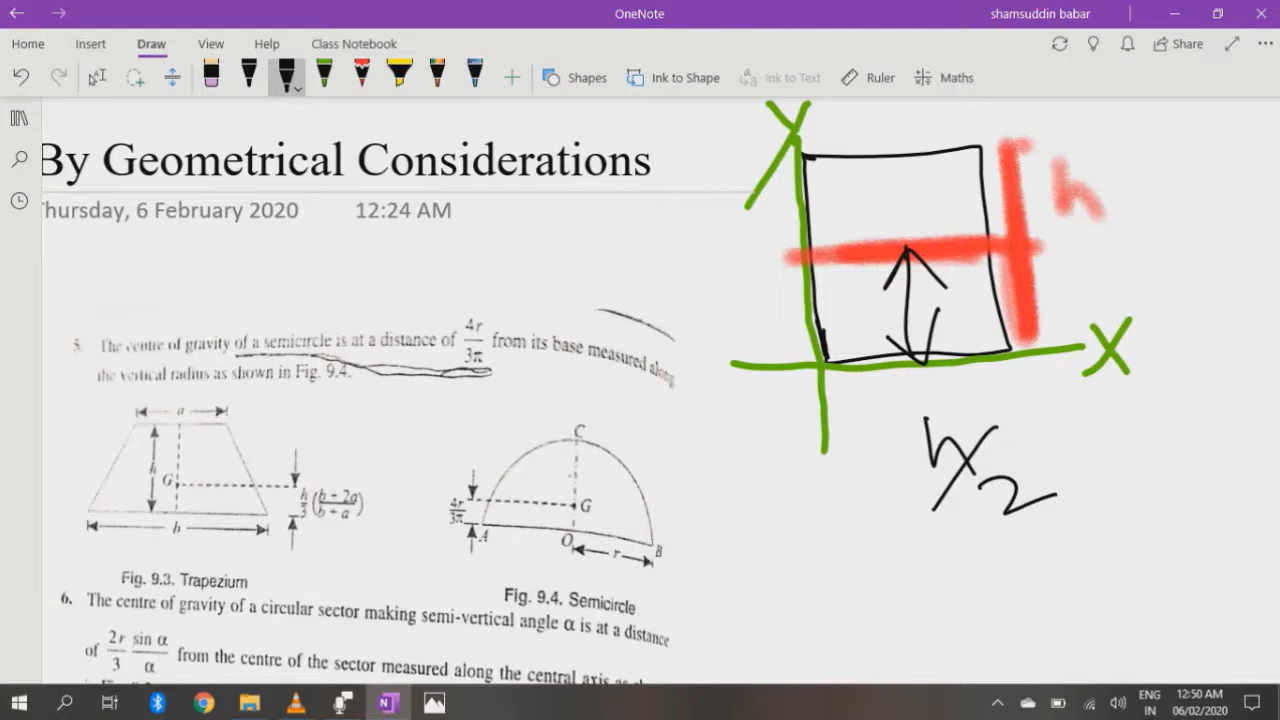 OneNote
shamsuddin babar
Home Insert Draw View Help Class Notebook
Share
Shapes Ink to Shape Ink to Text Ruler Maths
By Geometrical Considerations
Thursday, 6 February 2020 12:24 AM
Y
h
X
h/2
5. The centre of gravity of a semicircle is at a distance of 4r/3π from its base measured along
the vertical radius as shown in Fig. 9.4.
a
h
G
h/3 (b + 2a / b + a)
b
Fig. 9.3. Trapezium
C
4r/3π
G
A O r B
Fig. 9.4. Semicircle
6. The centre of gravity of a circular sector making semi-vertical angle α is at a distance
of 2r/3 sin α/α from the centre of the sector measured along the central axis as
ENG
IN
12:50 AM
06/02/2020